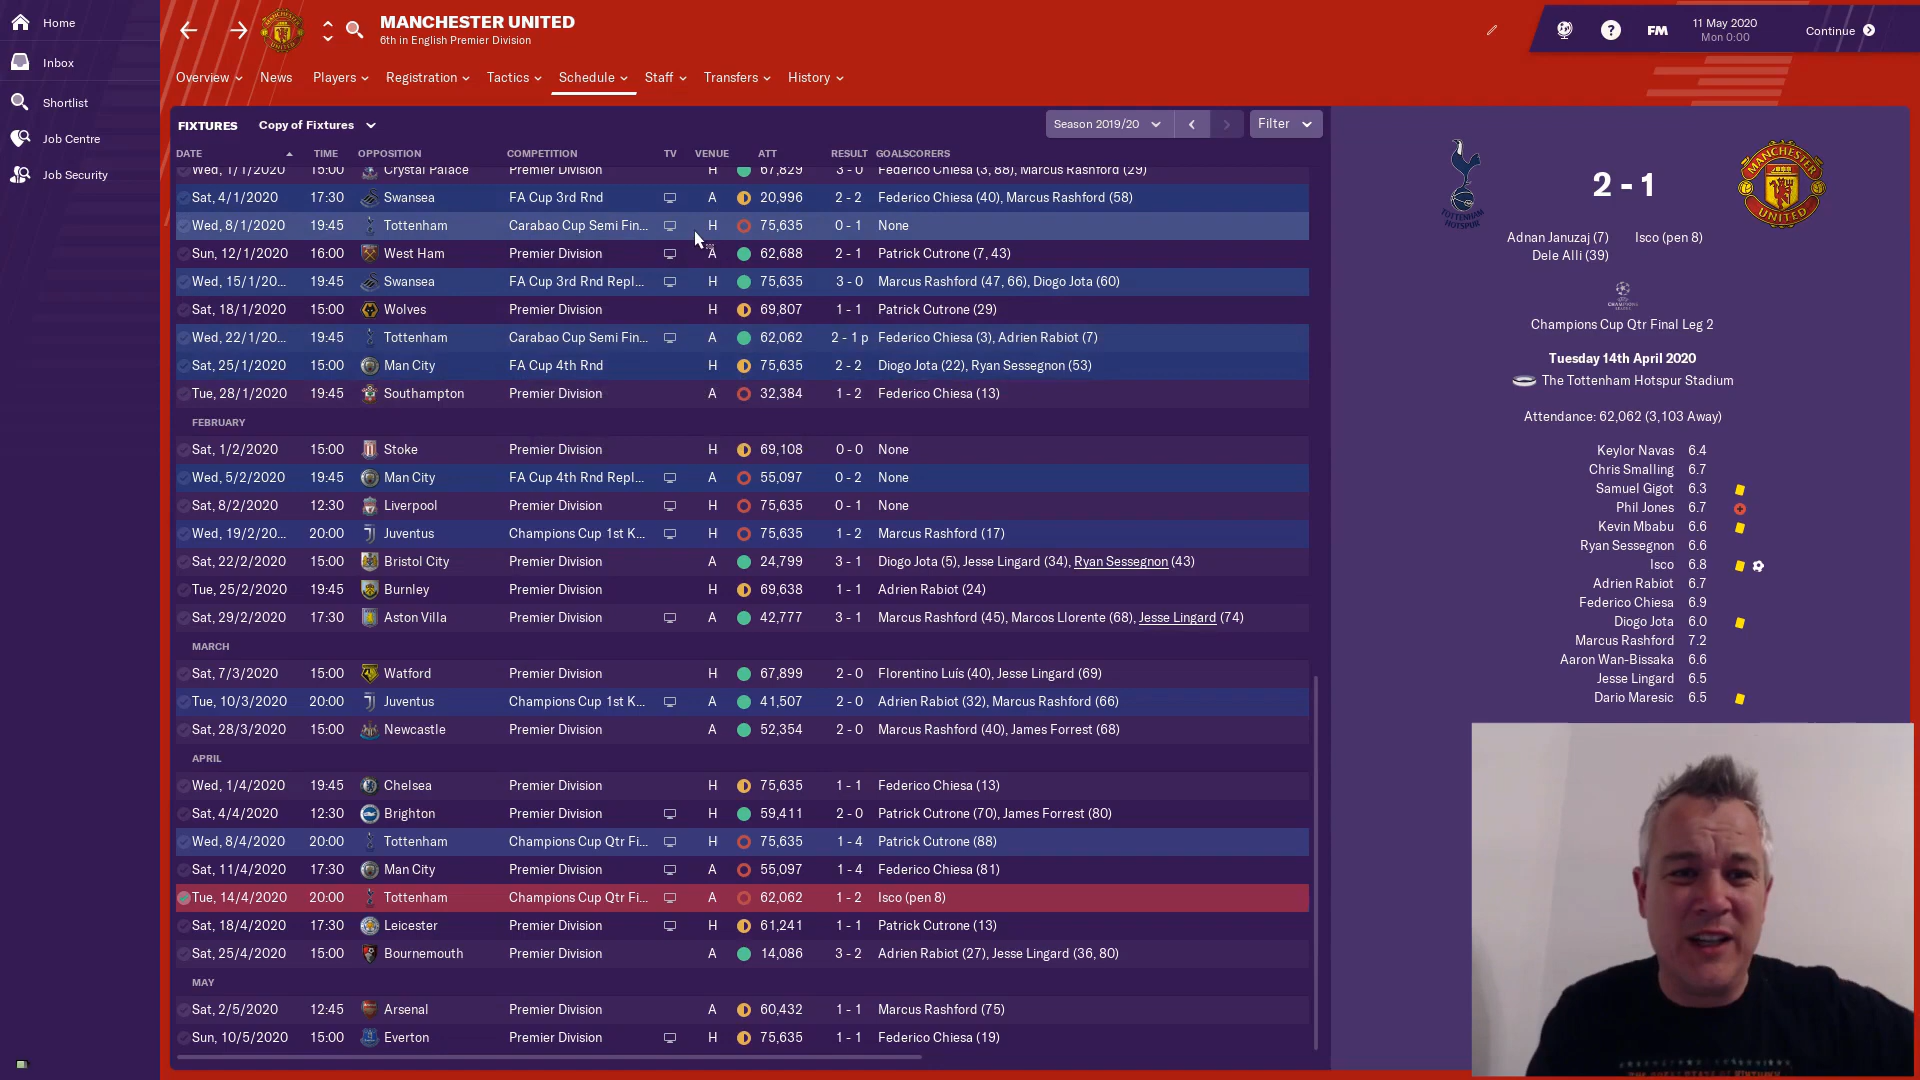 Home
Inbox
Shortlist
Job Centre
Job Security
MANCHESTER UNITED
6th in English Premier Division
FM
11 May 2020
Mon 0:00
Continue
Overview News Players Registration Tactics Schedule Staff Transfers History
FIXTURES Copy of Fixtures Season 2019/20 Filter
DATE TIME OPPOSITION COMPETITION TV VENUE ATT RESULT GOALSCORERS
Wed, 1/1/2020 15:00 Crystal Palace Premier Division H 67,829 3 - 0 Federico Chiesa (3, 88), Marcus Rashford (29)
Sat, 4/1/2020 17:30 Swansea FA Cup 3rd Rnd A 20,996 2 - 2 Federico Chiesa (40), Marcus Rashford (58)
Wed, 8/1/2020 19:45 Tottenham Carabao Cup Semi Fin... H 75,635 0 - 1 None
Sun, 12/1/2020 16:00 West Ham Premier Division A 62,688 2 - 1 Patrick Cutrone (7, 43)
Wed, 15/1/20... 19:45 Swansea FA Cup 3rd Rnd Repl... H 75,635 3 - 0 Marcus Rashford (47, 66), Diogo Jota (60)
Sat, 18/1/2020 15:00 Wolves Premier Division H 69,807 1 - 1 Patrick Cutrone (29)
Wed, 22/1/20... 19:45 Tottenham Carabao Cup Semi Fin... A 62,062 2 - 1 p Federico Chiesa (3), Adrien Rabiot (7)
Sat, 25/1/2020 15:00 Man City FA Cup 4th Rnd H 75,635 2 - 2 Diogo Jota (22), Ryan Sessegnon (53)
Tue, 28/1/2020 19:45 Southampton Premier Division A 32,384 1 - 2 Federico Chiesa (13)
FEBRUARY
Sat, 1/2/2020 15:00 Stoke Premier Division H 69,108 0 - 0 None
Wed, 5/2/2020 19:45 Man City FA Cup 4th Rnd Repl... A 55,097 0 - 2 None
Sat, 8/2/2020 12:30 Liverpool Premier Division H 75,635 0 - 1 None
Wed, 19/2/20... 20:00 Juventus Champions Cup 1st K... H 75,635 1 - 2 Marcus Rashford (17)
Sat, 22/2/2020 15:00 Bristol City Premier Division A 24,799 3 - 1 Diogo Jota (5), Jesse Lingard (34), Ryan Sessegnon (43)
Tue, 25/2/2020 19:45 Burnley Premier Division H 69,638 1 - 1 Adrien Rabiot (24)
Sat, 29/2/2020 17:30 Aston Villa Premier Division A 42,777 3 - 1 Marcus Rashford (45), Marcos Llorente (68), Jesse Lingard (74)
MARCH
Sat, 7/3/2020 15:00 Watford Premier Division H 67,899 2 - 0 Florentino Luís (40), Jesse Lingard (69)
Tue, 10/3/2020 20:00 Juventus Champions Cup 1st K... A 41,507 2 - 0 Adrien Rabiot (32), Marcus Rashford (66)
Sat, 28/3/2020 15:00 Newcastle Premier Division A 52,354 2 - 0 Marcus Rashford (40), James Forrest (68)
APRIL
Wed, 1/4/2020 19:45 Chelsea Premier Division H 75,635 1 - 1 Federico Chiesa (13)
Sat, 4/4/2020 12:30 Brighton Premier Division H 59,411 2 - 0 Patrick Cutrone (70), James Forrest (80)
Wed, 8/4/2020 20:00 Tottenham Champions Cup Qtr Fi... H 75,635 1 - 4 Patrick Cutrone (88)
Sat, 11/4/2020 17:30 Man City Premier Division A 55,097 1 - 4 Federico Chiesa (81)
Tue, 14/4/2020 20:00 Tottenham Champions Cup Qtr Fi... A 62,062 1 - 2 Isco (pen 8)
Sat, 18/4/2020 17:30 Leicester Premier Division H 61,241 1 - 1 Patrick Cutrone (13)
Sat, 25/4/2020 15:00 Bournemouth Premier Division A 14,086 3 - 2 Adrien Rabiot (27), Jesse Lingard (36, 80)
MAY
Sat, 2/5/2020 12:45 Arsenal Premier Division A 60,432 1 - 1 Marcus Rashford (75)
Sun, 10/5/2020 15:00 Everton Premier Division H 75,635 1 - 1 Federico Chiesa (19)
TOTTENHAM
HOTSPUR
2 - 1
MANCHESTER
UNITED
Adnan Januzaj (7) Isco (pen 8)
Dele Alli (39)
Champions Cup Qtr Final Leg 2
Tuesday 14th April 2020
The Tottenham Hotspur Stadium
Attendance: 62,062 (3,103 Away)
Keylor Navas 6.4
Chris Smalling 6.7
Samuel Gigot 6.3
Phil Jones 6.7
Kevin Mbabu 6.6
Ryan Sessegnon 6.6
Isco 6.8
Adrien Rabiot 6.7
Federico Chiesa 6.9
Diogo Jota 6.0
Marcus Rashford 7.2
Aaron Wan-Bissaka 6.6
Jesse Lingard 6.5
Dario Maresic 6.5